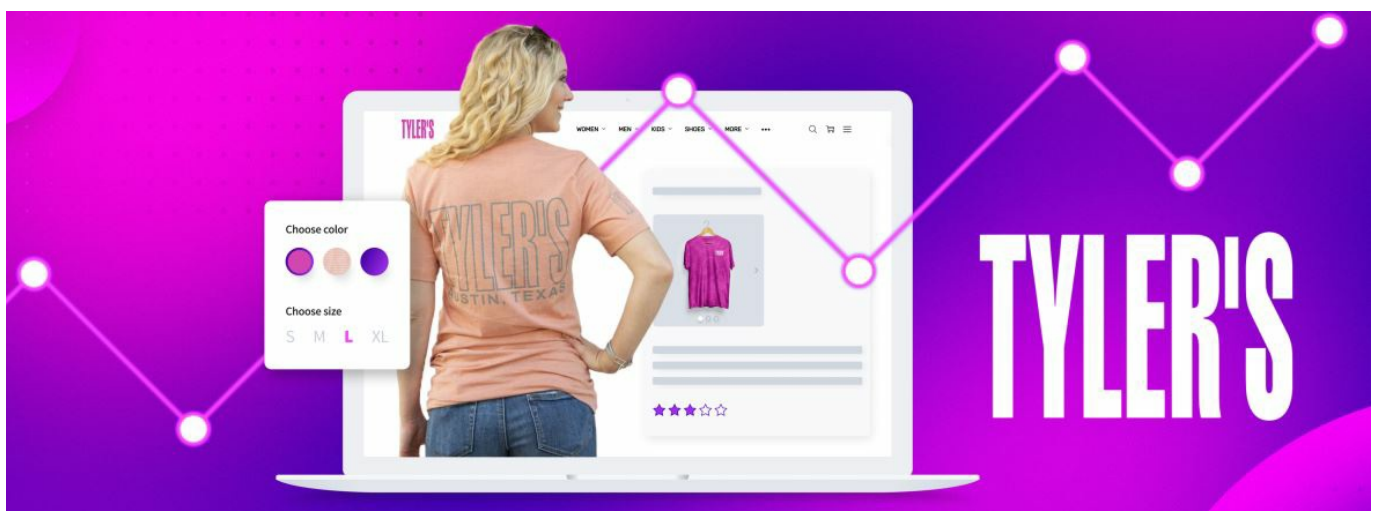 TYLER'S
WOMEN MEN KIDS SHOES MORE •••
Choose color
Choose size
S M L XL
TYLER'S
AUSTIN, TEXAS
TYLER'S